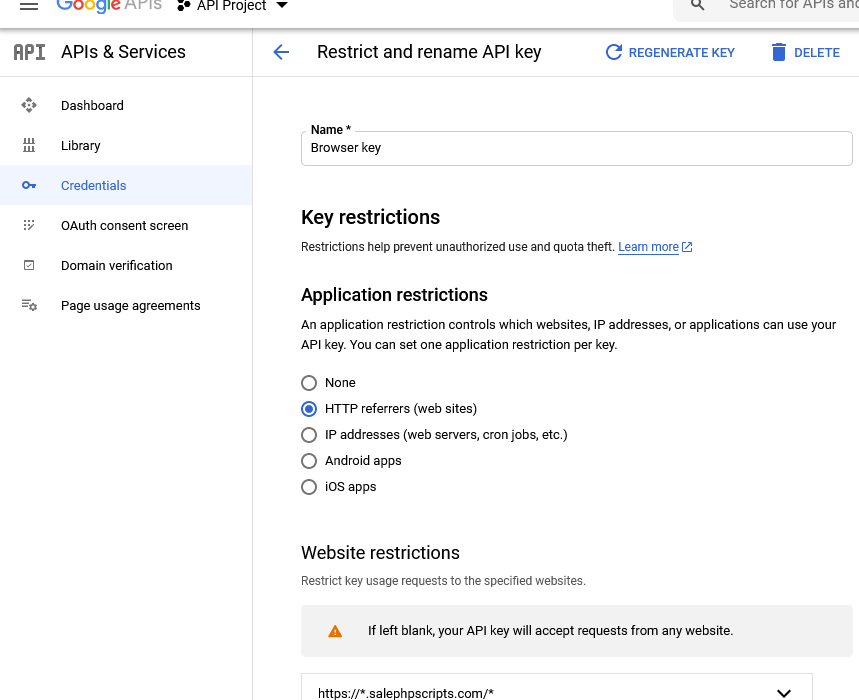 Google APIs
API Project
Search for APIs and
API APIs & Services
Restrict and rename API key
REGENERATE KEY
DELETE
Dashboard
Library
Credentials
OAuth consent screen
Domain verification
Page usage agreements
Name *
Browser key
Key restrictions
Restrictions help prevent unauthorized use and quota theft. Learn more
Application restrictions
An application restriction controls which websites, IP addresses, or applications can use your
API key. You can set one application restriction per key.
None
HTTP referrers (web sites)
IP addresses (web servers, cron jobs, etc.)
Android apps
iOS apps
Website restrictions
Restrict key usage requests to the specified websites.
If left blank, your API key will accept requests from any website.
https://*.salephpscripts.com/*